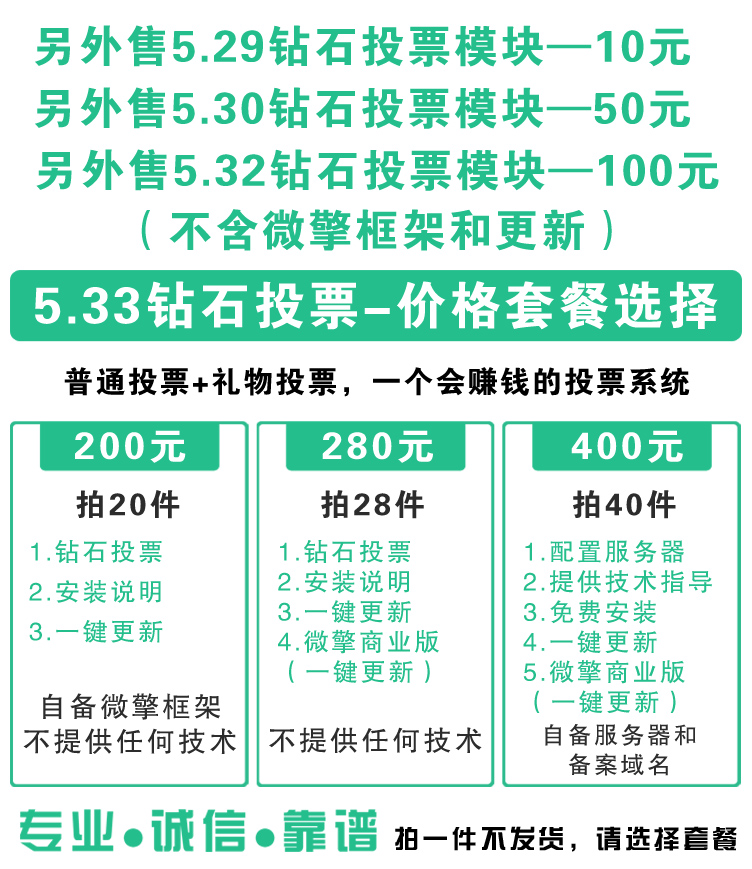 另外售5.29钻石投票模块—10元
另外售5.30钻石投票模块—50元
另外售5.32钻石投票模块—100元
（不含微擎框架和更新）
5.33钻石投票-价格套餐选择
普通投票+礼物投票，一个会赚钱的投票系统
200元
拍20件
1.钻石投票
2.安装说明
3.一键更新
自备微擎框架
不提供任何技术
280元
拍28件
1.钻石投票
2.安装说明
3.一键更新
4.微擎商业版
（一键更新）
不提供任何技术
400元
拍40件
1.配置服务器
2.提供技术指导
3.免费安装
4.一键更新
5.微擎商业版
（一键更新）
自备服务器和
备案域名
专业●诚信●靠谱
拍一件不发货，请选择套餐